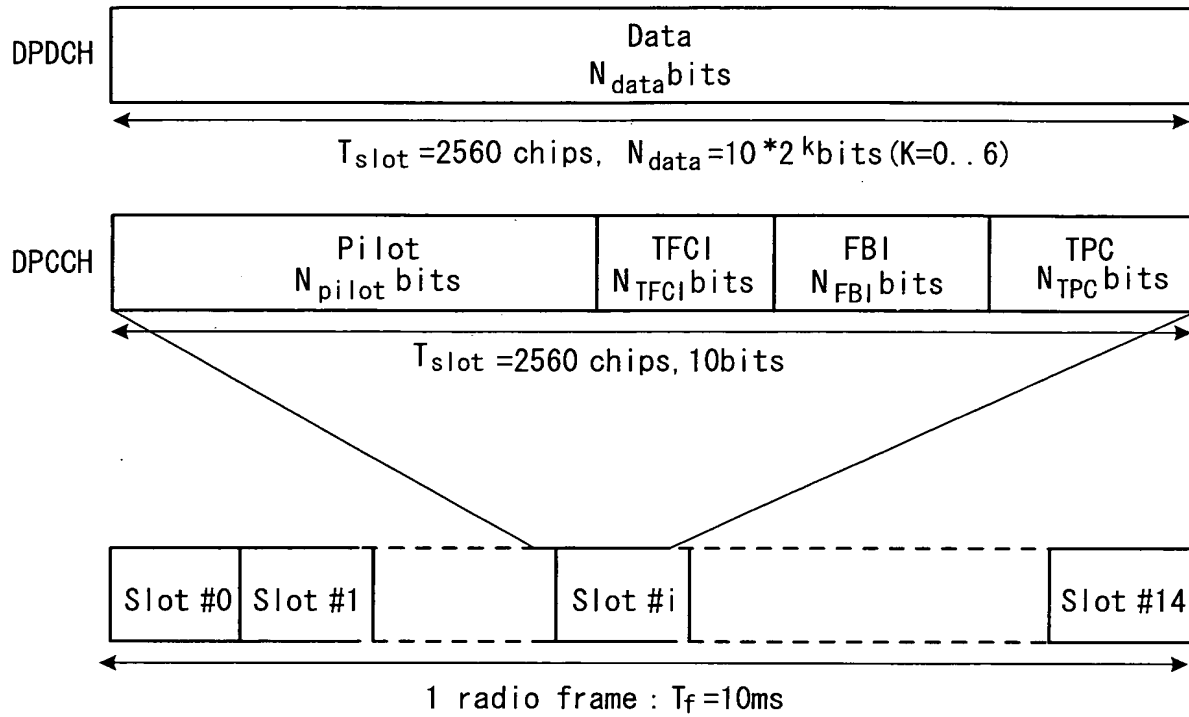 DPDCH
Data
N_data bits
T_slot =2560 chips, N_data=10*2^k bits (K=0..6)
DPCCH
Pilot
N_pilot bits
TFCI
N_TFCI bits
FBI
N_FBI bits
TPC
N_TPC bits
T_slot =2560 chips, 10bits
Slot #0
Slot #1
Slot #i
Slot #14
1 radio frame : T_f=10ms